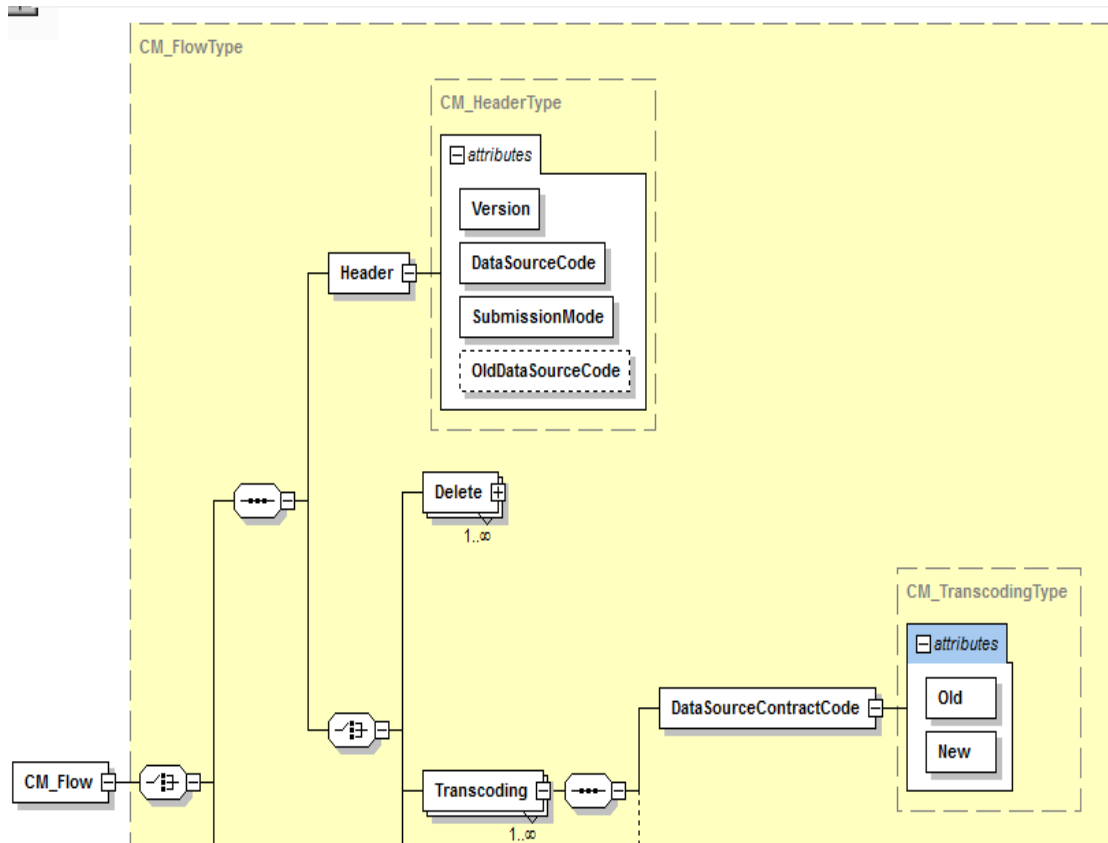 CM_FlowType
CM_HeaderType
attributes
Version
DataSourceCode
SubmissionMode
OldDataSourceCode
Header
Delete
1..∞
CM_TranscodingType
attributes
Old
New
DataSourceContractCode
CM_Flow
Transcoding
1..∞